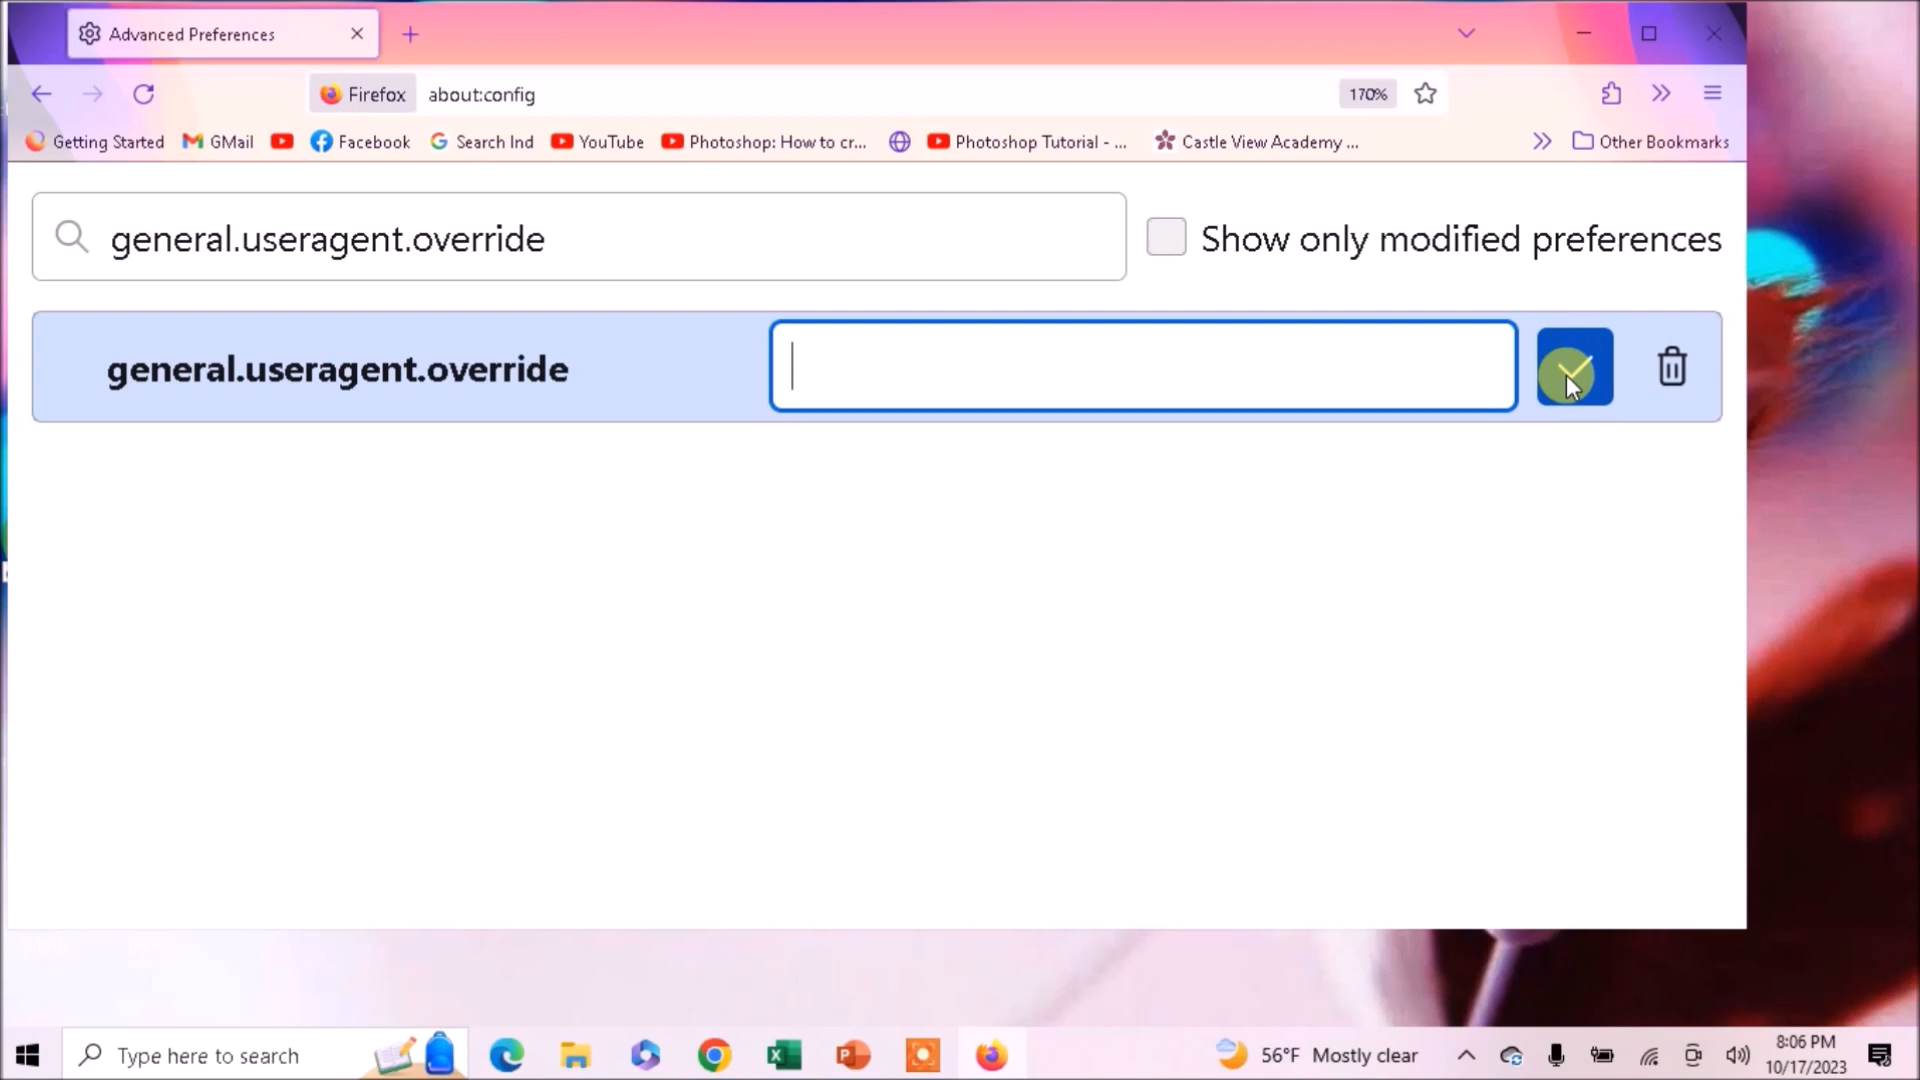 Advanced Preferences
Firefox about:config 170%
Getting Started GMail Facebook Search Ind YouTube Photoshop: How to cr... Photoshop Tutorial - ... Castle View Academy ... Other Bookmarks
general.useragent.override Show only modified preferences
general.useragent.override
Type here to search 56°F Mostly clear 8:06 PM
10/17/2023